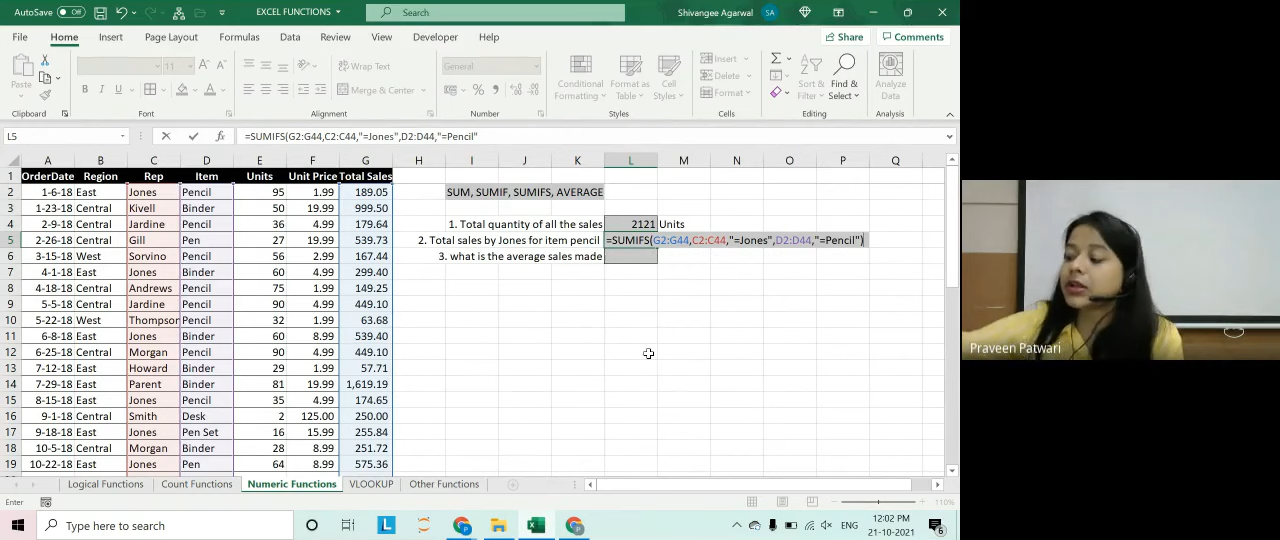 AutoSave Off EXCEL FUNCTIONS Search Shivangee Agarwal SA
File Home Insert Page Layout Formulas Data Review View Developer Help Share Comments
Paste 11 A A Wrap Text General Conditional Formatting Format as Table Cell Styles Insert Delete Format Sort & Filter Find & Select Analyze Data
B I U A Merge & Center % 
Clipboard Font Alignment Number Styles Cells Editing Analysis
L5 fx =SUMIFS(G2:G44,C2:C44,"=Jones",D2:D44,"=Pencil"
A B C D E F G H I J K L M N O P Q
1 OrderDate Region Rep Item Units Unit Price Total Sales
2 1-6-18 East Jones Pencil 95 1.99 189.05 SUM, SUMIF, SUMIFS, AVERAGE
3 1-23-18 Central Kivell Binder 50 19.99 999.50
4 2-9-18 Central Jardine Pencil 36 4.99 179.64 1. Total quantity of all the sales 2121 Units
5 2-26-18 Central Gill Pen 27 19.99 539.73 2. Total sales by Jones for item pencil =SUMIFS(G2:G44,C2:C44,"=Jones",D2:D44,"=Pencil")
6 3-15-18 West Sorvino Pencil 56 2.99 167.44 3. what is the average sales made
7 4-1-18 East Jones Binder 60 4.99 299.40
8 4-18-18 Central Andrews Pencil 75 1.99 149.25
9 5-5-18 Central Jardine Pencil 90 4.99 449.10
10 5-22-18 West Thompson Pencil 32 1.99 63.68
11 6-8-18 East Jones Binder 60 8.99 539.40
12 6-25-18 Central Morgan Pencil 90 4.99 449.10
13 7-12-18 East Howard Binder 29 1.99 57.71
14 7-29-18 East Parent Binder 81 19.99 1,619.19
15 8-15-18 East Jones Pencil 35 4.99 174.65
16 9-1-18 Central Smith Desk 2 125.00 250.00
17 9-18-18 East Jones Pen Set 16 15.99 255.84
18 10-5-18 Central Morgan Binder 28 8.99 251.72
19 10-22-18 East Jones Pen 64 8.99 575.36
Logical Functions Count Functions Numeric Functions VLOOKUP Other Functions
Enter 110%
Type here to search ENG 12:02 PM 21-10-2021 6
Praveen Patwari